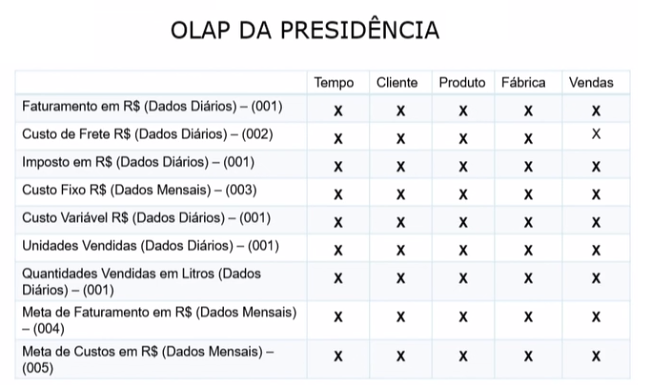 OLAP DA PRESIDÊNCIA
Tempo Cliente Produto Fábrica Vendas
Faturamento em R$ (Dados Diários) – (001) X X X X X
Custo de Frete R$ (Dados Diários) – (002) X X X X X
Imposto em R$ (Dados Diários) – (001) X X X X X
Custo Fixo R$ (Dados Mensais) – (003) X X X X X
Custo Variável R$ (Dados Diários) – (001) X X X X X
Unidades Vendidas (Dados Diários) – (001) X X X X X
Quantidades Vendidas em Litros (Dados X X X X X
Diários) – (001)
Meta de Faturamento em R$ (Dados Mensais) X X X X X
– (004)
Meta de Custos em R$ (Dados Mensais) – X X X X X
(005)